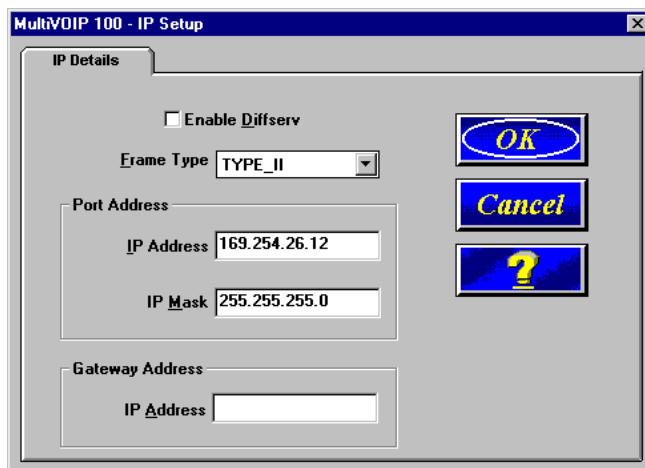 MultiVOIP 100 - IP Setup
IP Details
Enable Diffserv
Frame Type TYPE_II
Port Address
IP Address 169.254.26.12
IP Mask 255.255.255.0
Gateway Address
IP Address
OK
Cancel
?